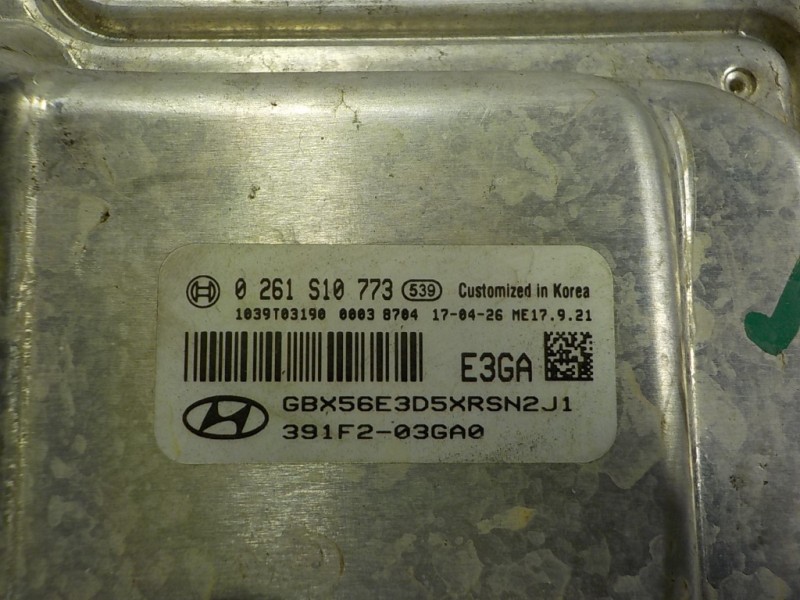 0 261 S10 773 539 Customized in Korea
1039T03190 0003 8704 17-04-26 ME17.9.21
E3GA
GBX56E3D5XRSN2J1
391F2-03GA0